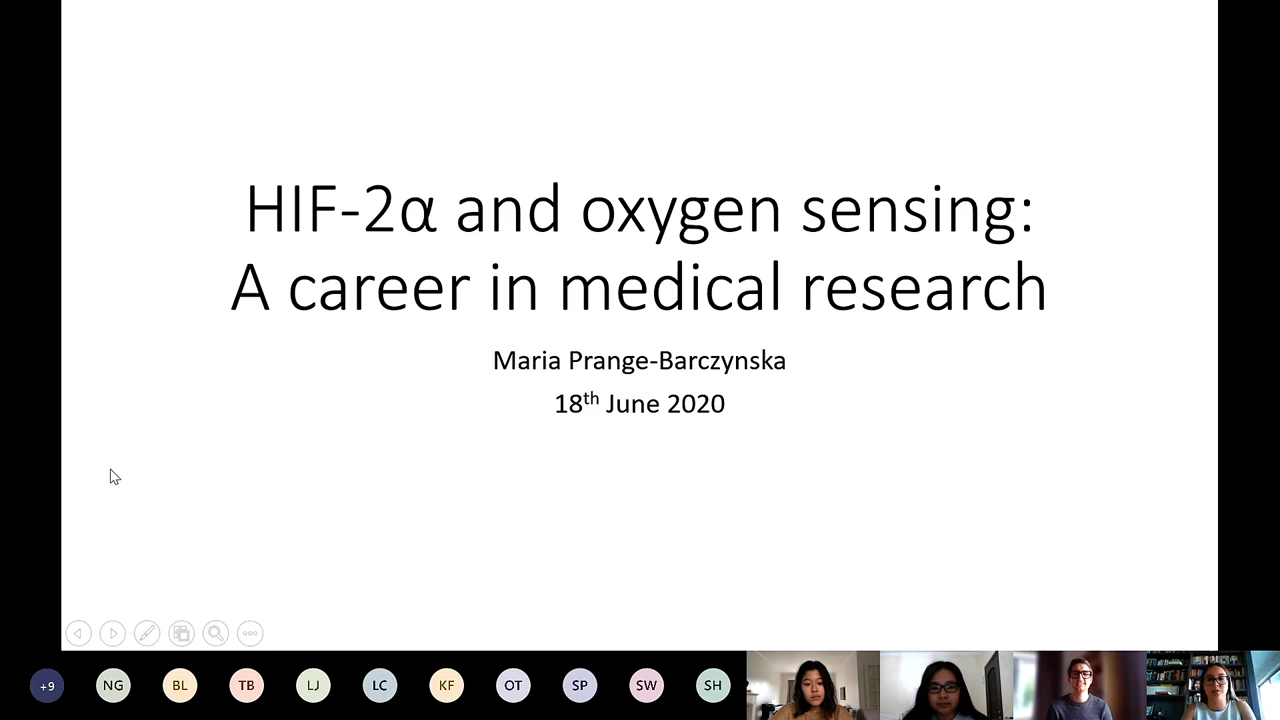 HIF-2α and oxygen sensing:
A career in medical research
Maria Prange-Barczynska
18th June 2020
+9 NG BL TB LJ LC KF OT SP SW SH